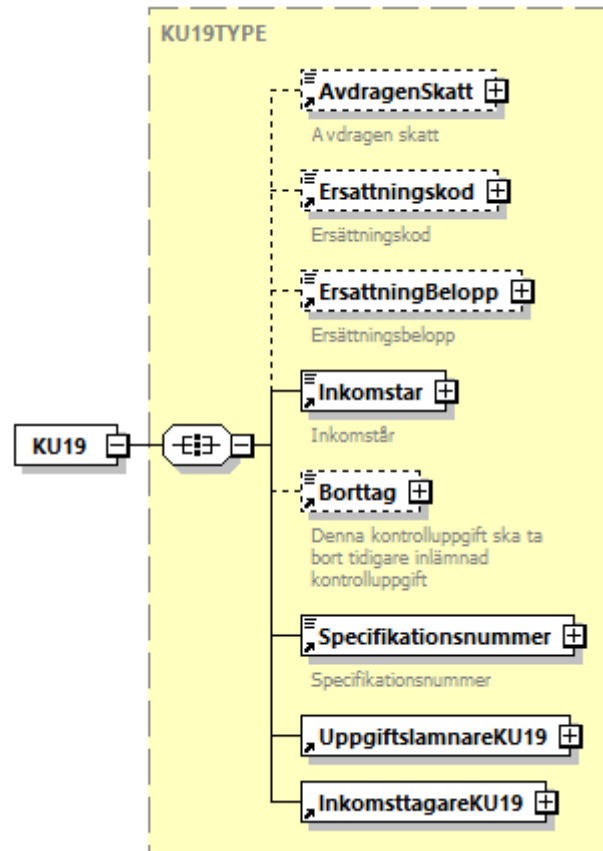 KU19TYPE
AvdragenSkatt
Avdragen skatt
Ersattningskod
Ersättningskod
ErsattningBelopp
Ersättningsbelopp
Inkomstar
Inkomstår
KU19
Borttag
Denna kontrolluppgift ska ta
bort tidigare inlämnad
kontrolluppgift
Specifikationsnummer
Specifikationsnummer
UppgiftslamnareKU19
InkomsttagareKU19